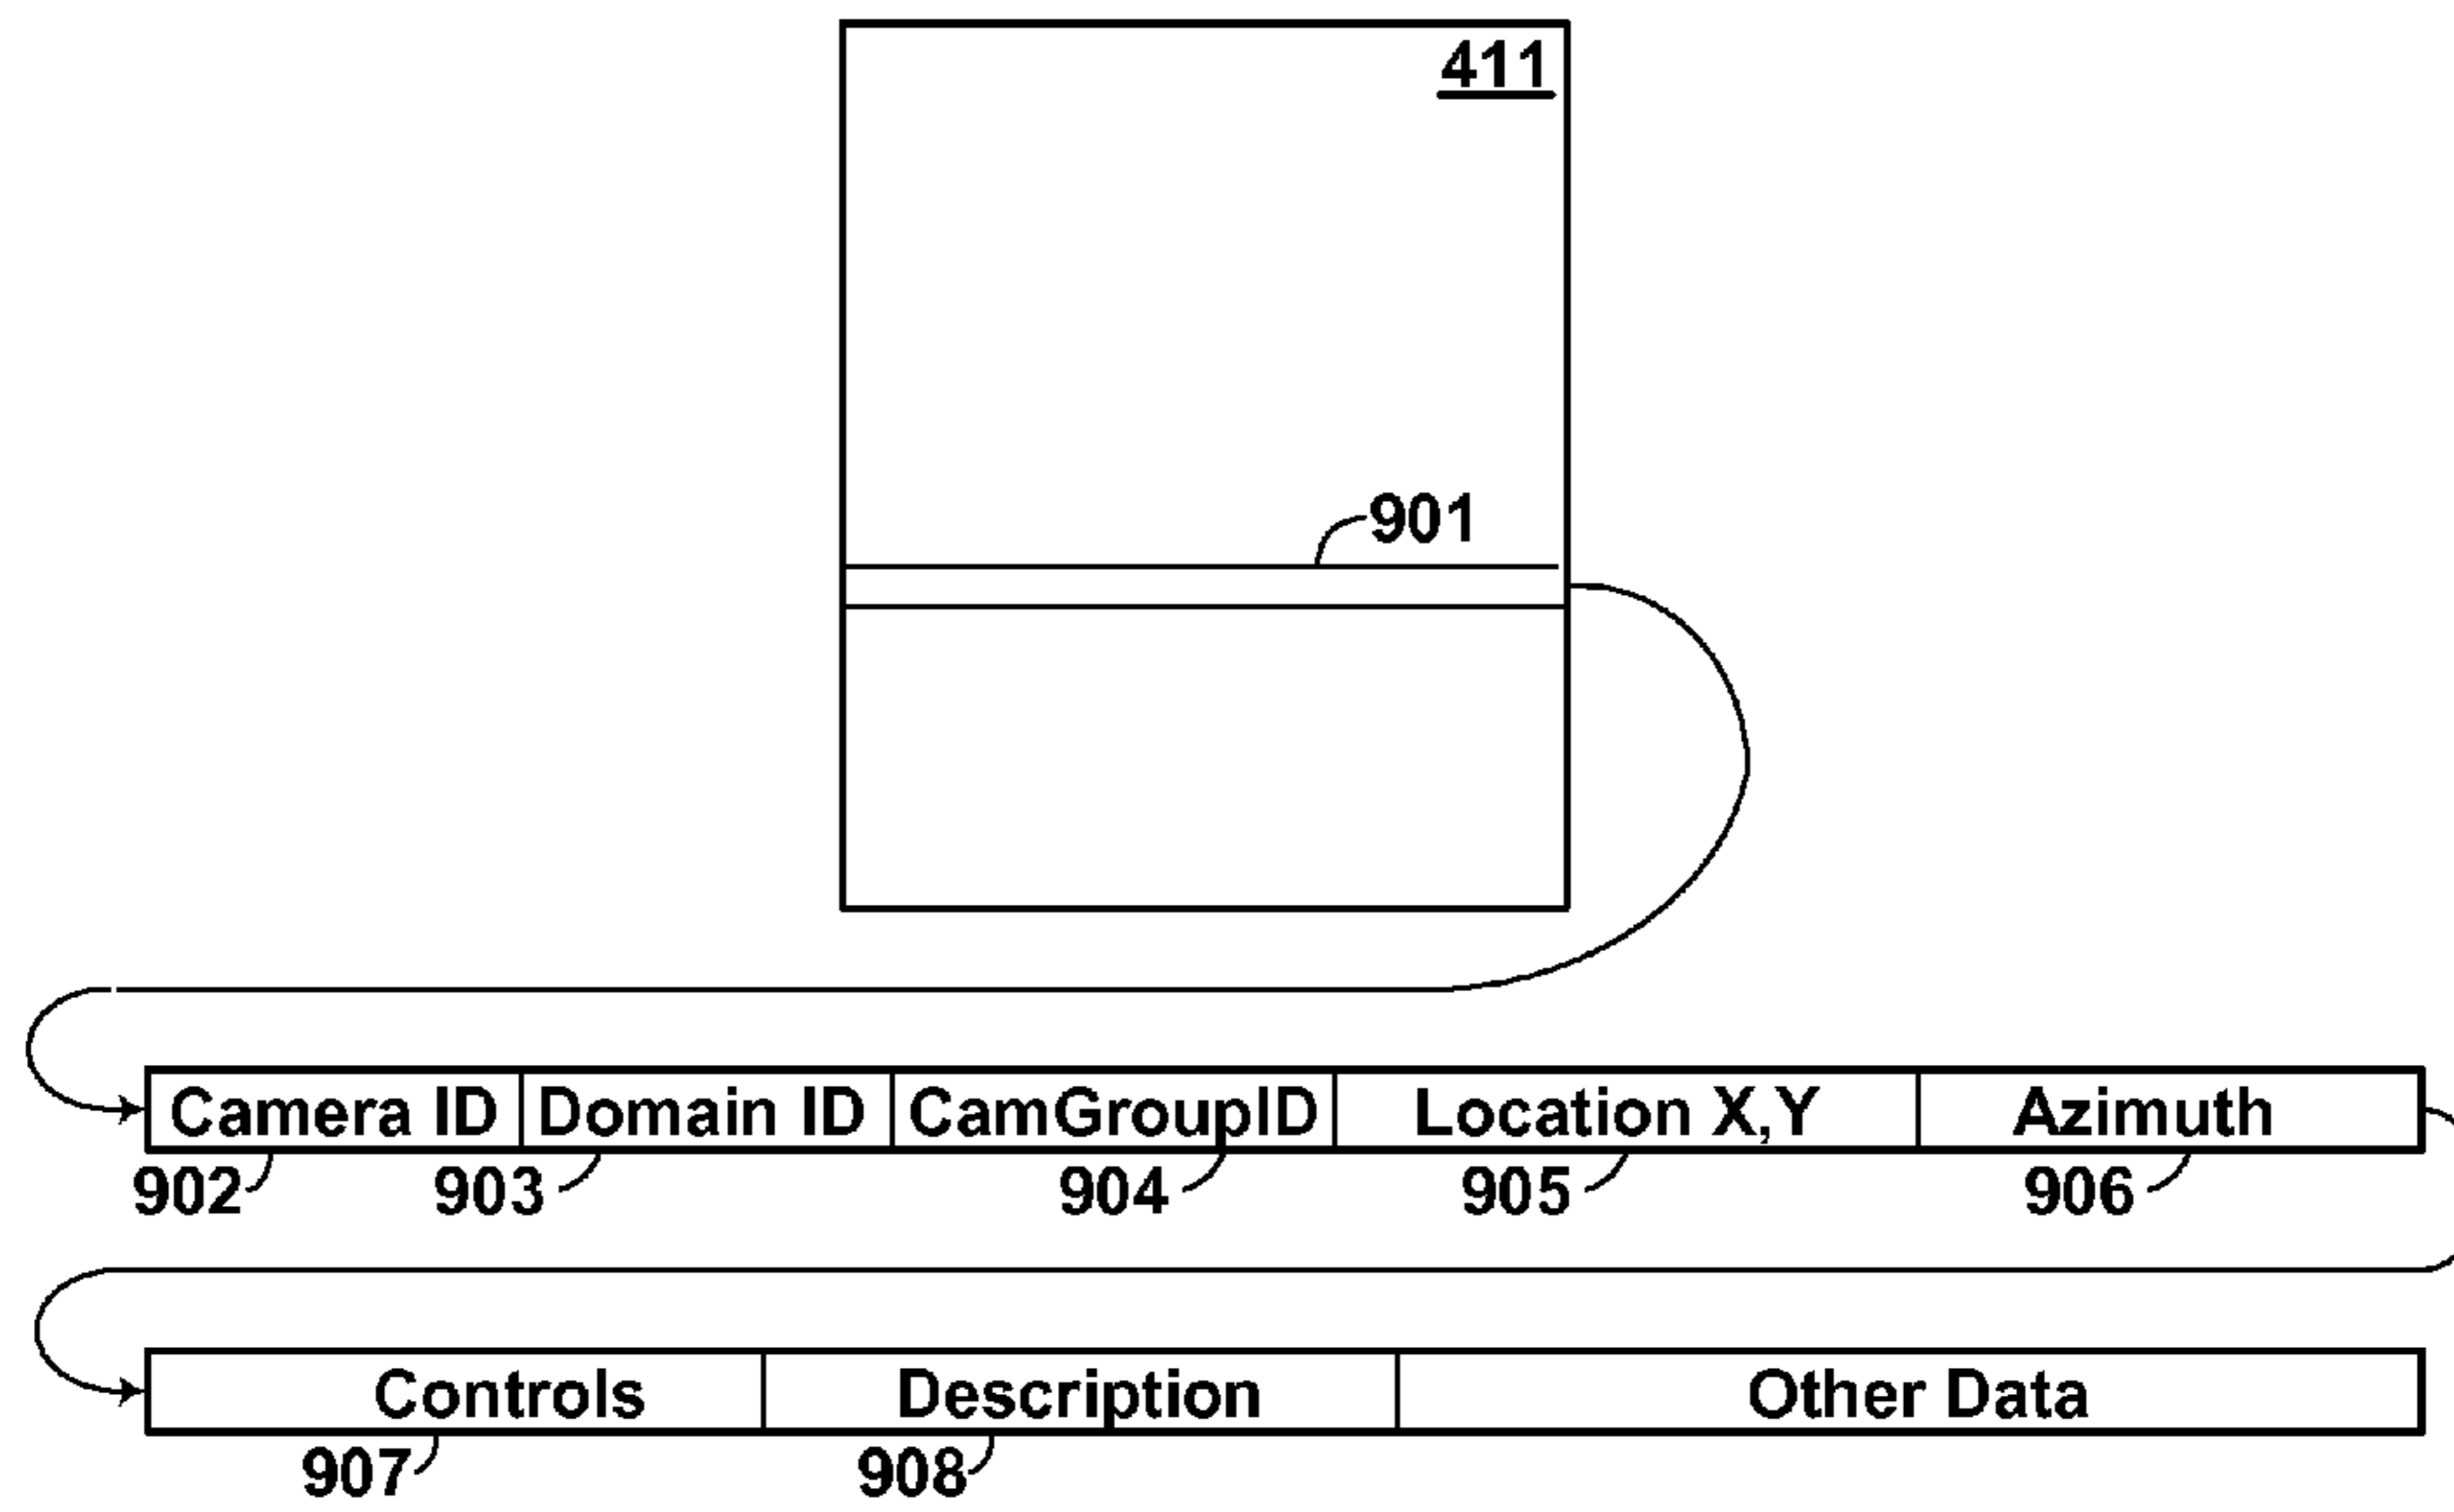 411
901
Camera ID Domain ID CamGroupID Location X,Y Azimuth
902 903 904 905 906
Controls Description Other Data
907 908